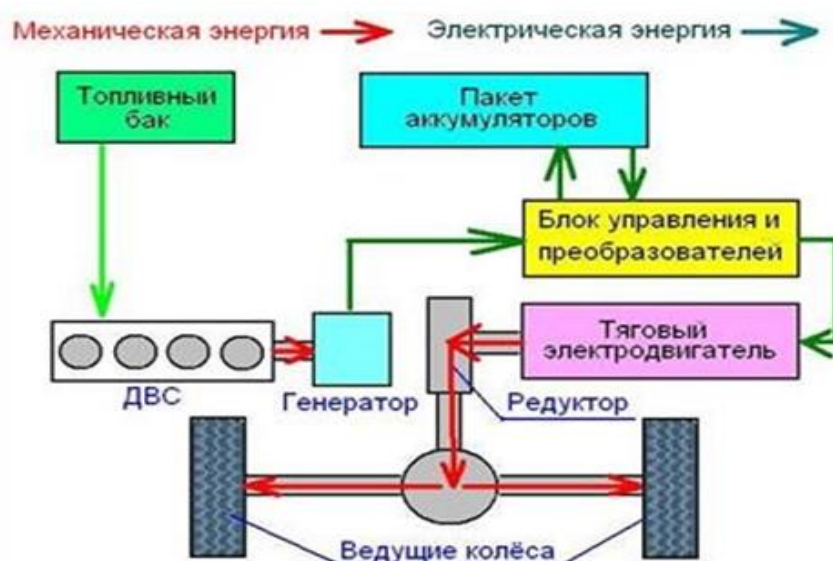 Механическая энергия
Электрическая энергия
Топливный
бак
Пакет
аккумуляторов
Блок управления и
преобразователей
Тяговый
электродвигатель
ДВС
Генератор
Редуктор
Ведущие колёса